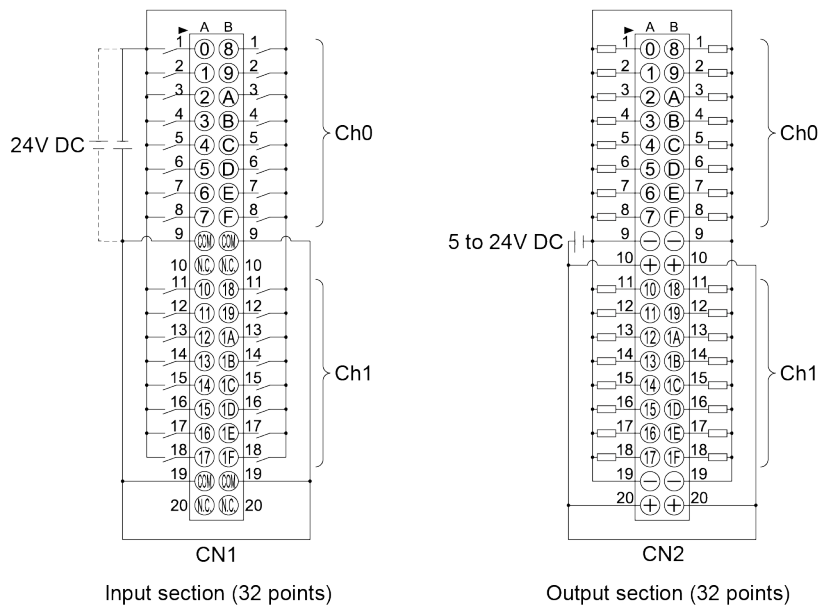 A B A B
1 0 8 1 1 0 8 1
2 1 9 2 2 1 9 2
3 2 A 3 3 2 A 3
4 3 B 4 Ch0 4 3 B 4 Ch0
24V DC 5 4 C 5 5 4 C 5
6 5 D 6 6 5 D 6
7 6 E 7 7 6 E 7
8 7 F 8 8 7 F 8
9 COM COM 9 5 to 24V DC 9 − − 9
10 N.C. N.C. 10 10 + + 10
11 10 18 11 11 10 18 11
12 11 19 12 12 11 19 12
13 12 1A 13 13 12 1A 13
14 13 1B 14 Ch1 14 13 1B 14 Ch1
15 14 1C 15 15 14 1C 15
16 15 1D 16 16 15 1D 16
17 16 1E 17 17 16 1E 17
18 17 1F 18 18 17 1F 18
19 COM COM 19 19 − − 19
20 N.C. N.C. 20 20 + + 20
CN1 CN2
Input section (32 points) Output section (32 points)